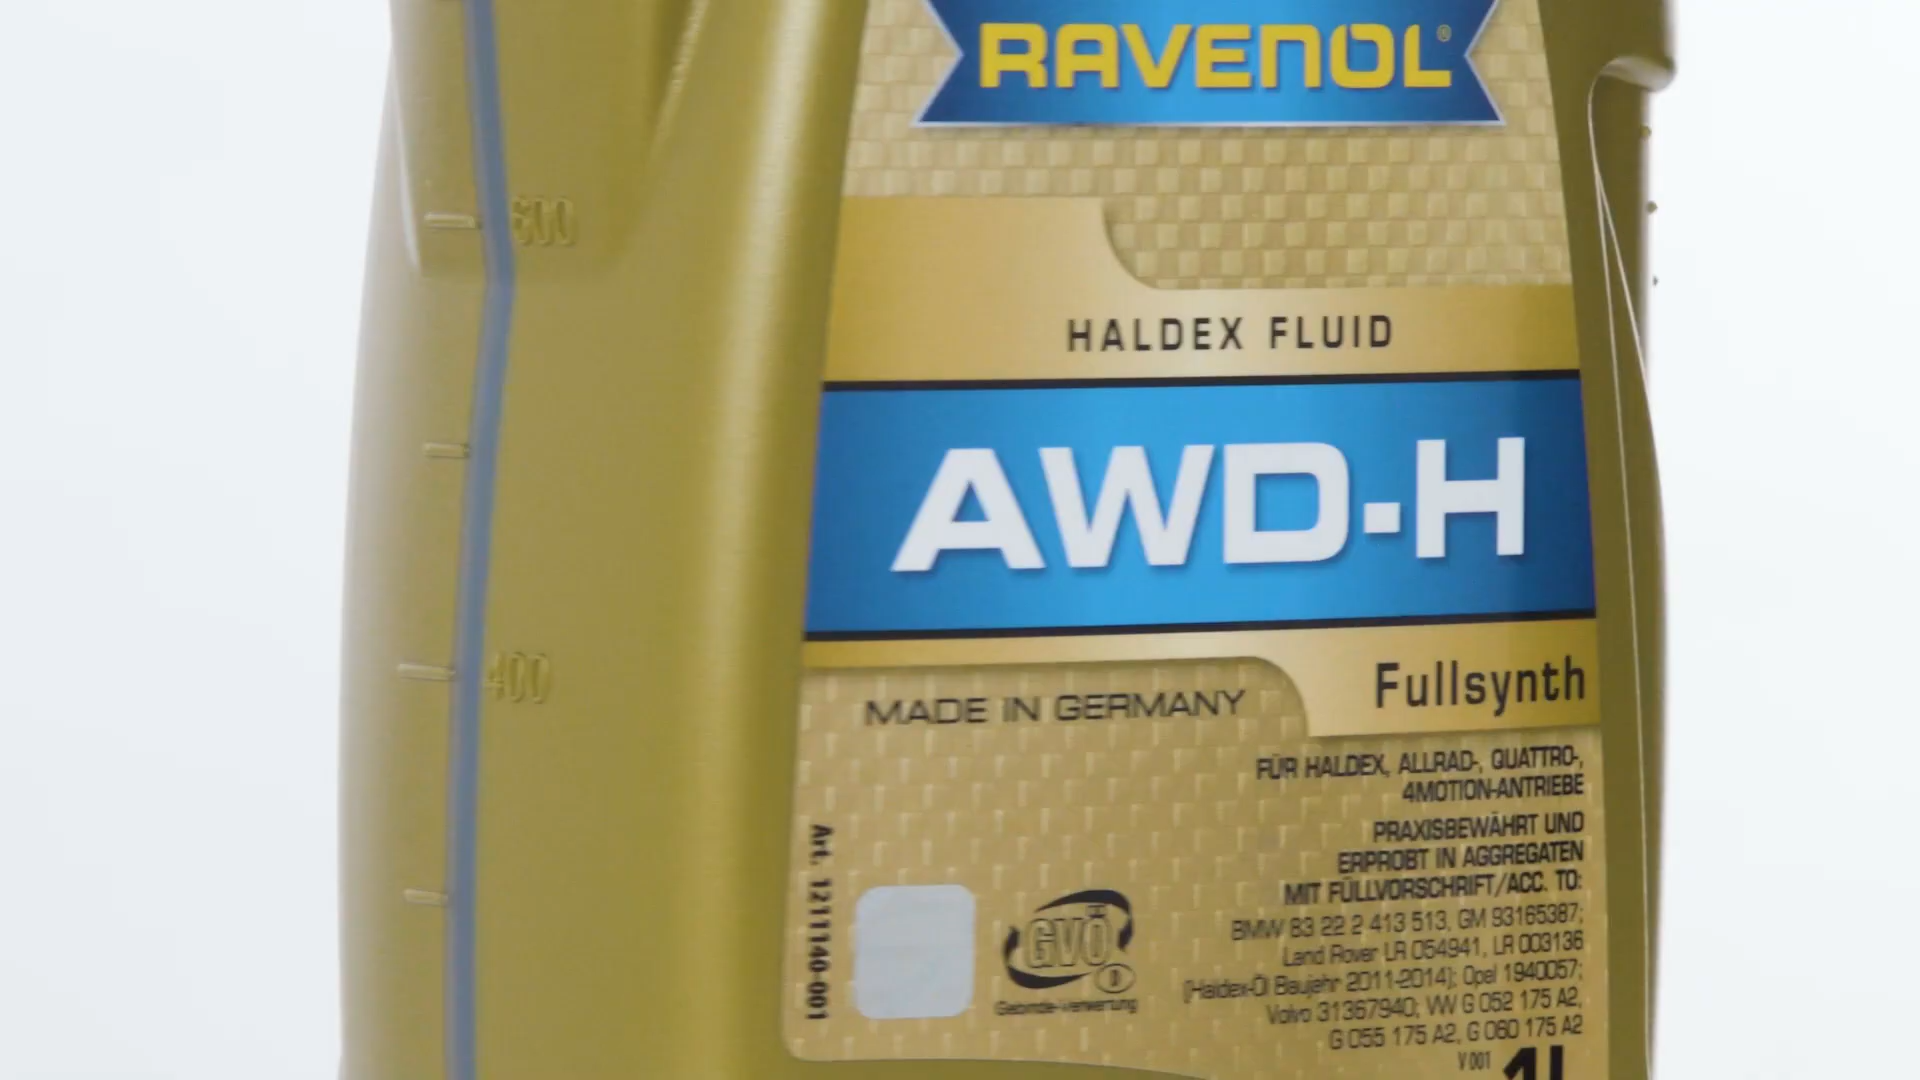 RAVENOL®
600
HALDEX FLUID
AWD-H
400
Fullsynth
MADE IN GERMANY
FÜR HALDEX, ALLRAD-, QUATTRO-,
4MOTION-ANTRIEBE
PRAXISBEWÄHRT UND
ERPROBT IN AGGREGATEN
MIT FÜLLVORSCHRIFT/ACC. TO:
BMW 83 22 2 413 513, GM 93165387;
Land Rover LR 054941, LR 003136
(Haldex-Öl Baujahr 2011-2014); Opel 1940057;
Volvo 31367940; VW G 052 175 A2,
G 055 175 A2, G 060 175 A2
Art. 1211140-001
GVÖ
D
Gebinde-Verwertung
V 001
1L